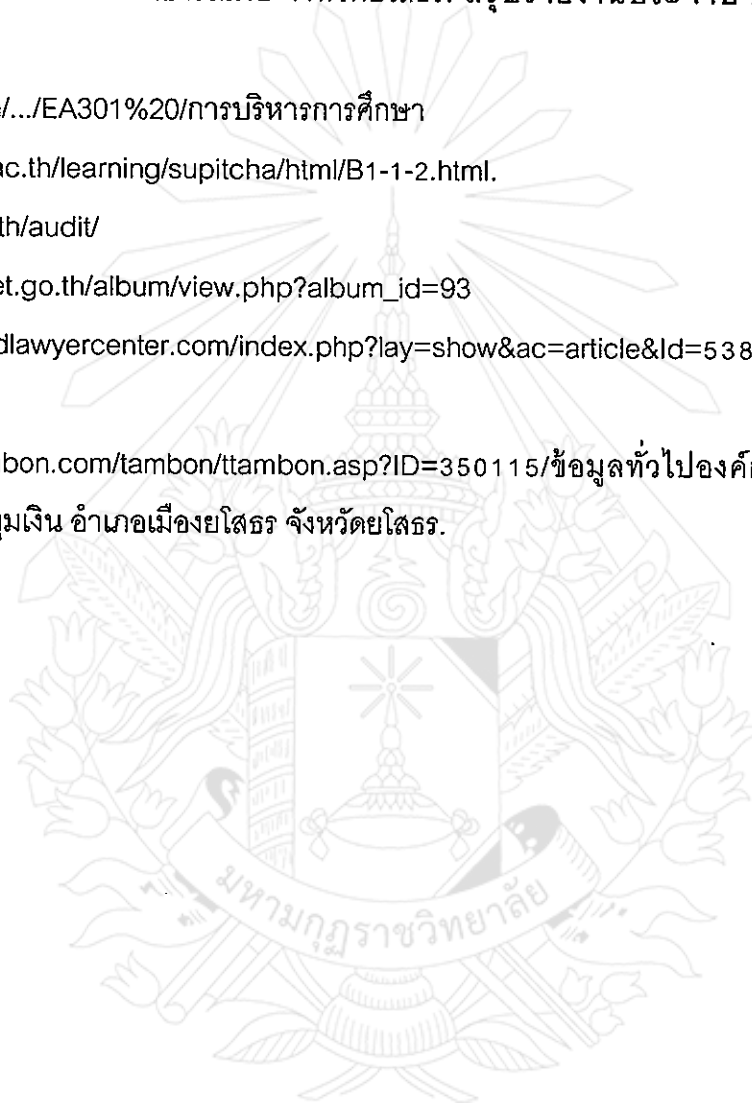 /.../EA301%20/การบริหารการศึกษา
ac.th/learning/supitcha/html/B1-1-2.html.
th/audit/
et.go.th/album/view.php?album_id=93
dlawyercenter.com/index.php?lay=show&ac=article&Id=538
bon.com/tambon/ttambon.asp?ID=350115/ข้อมูลทั่วไปองค์
มเงิน อำเภอเมืองยโสธร จังหวัดยโสธร.
มหามกุฏราชวิทยาลัย